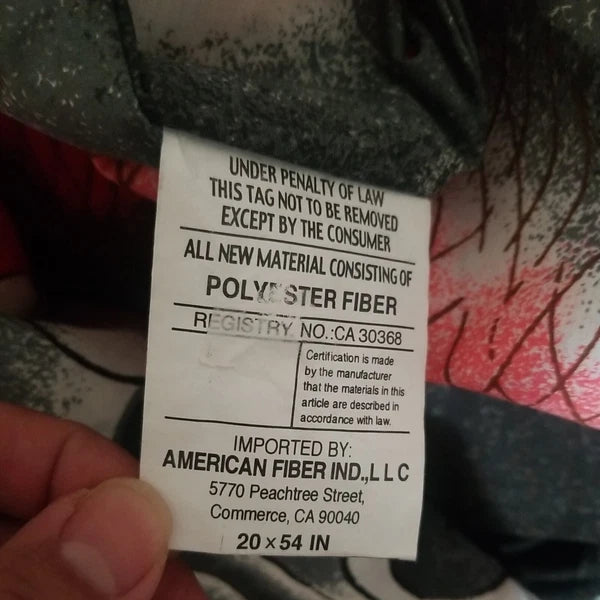 UNDER PENALTY OF LAW
THIS TAG NOT TO BE REMOVED
EXCEPT BY THE CONSUMER
ALL NEW MATERIAL CONSISTING OF
POLYESTER FIBER
REGISTRY NO.:CA 30368
Certification is made
by the manufacturer
that the materials in this
article are described in
accordance with law.
IMPORTED BY:
AMERICAN FIBER IND.,L L C
5770 Peachtree Street,
Commerce, CA 90040
20 x 54 IN